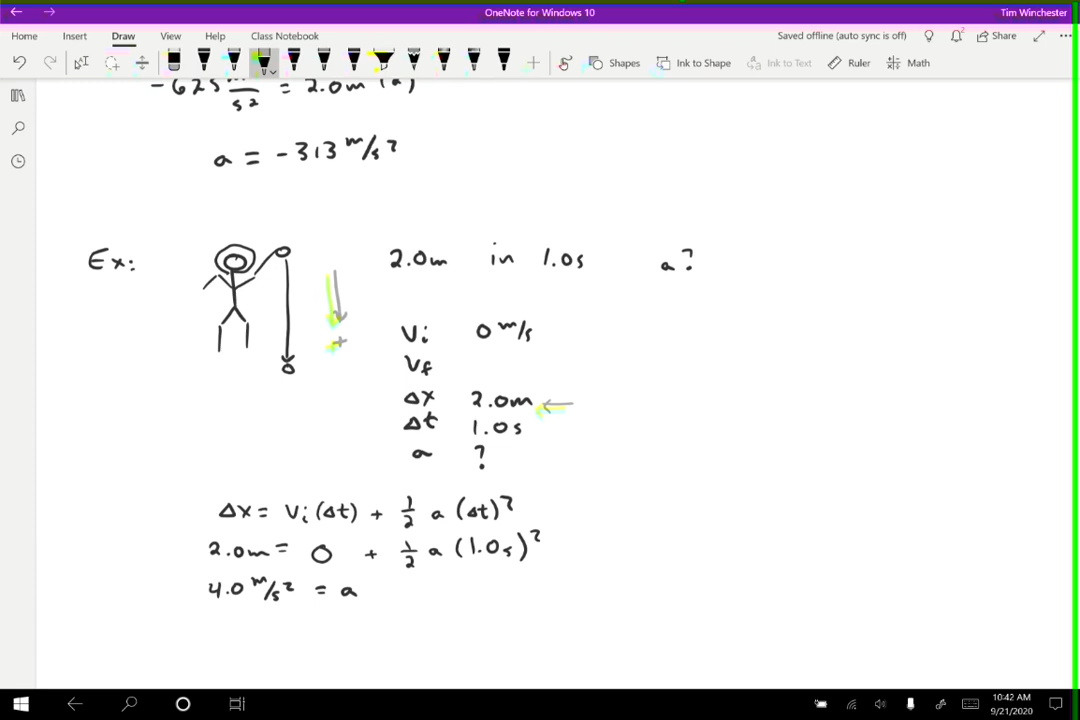 OneNote for Windows 10
Tim Winchester
Home Insert Draw View Help Class Notebook
Saved offline (auto sync is off) Share
Shapes Ink to Shape Ink to Text Ruler Math
-625 m/s² = 2.0m (a)
a = -313 m/s²
Ex: 2.0m in 1.0s a?
+
Vi 0 m/s
Vf
Δx 2.0m
Δt 1.0s
a ?
Δx = Vi (Δt) + 1/2 a (Δt)²
2.0m = 0 + 1/2 a (1.0s)²
4.0 m/s² = a
10:42 AM
9/21/2020